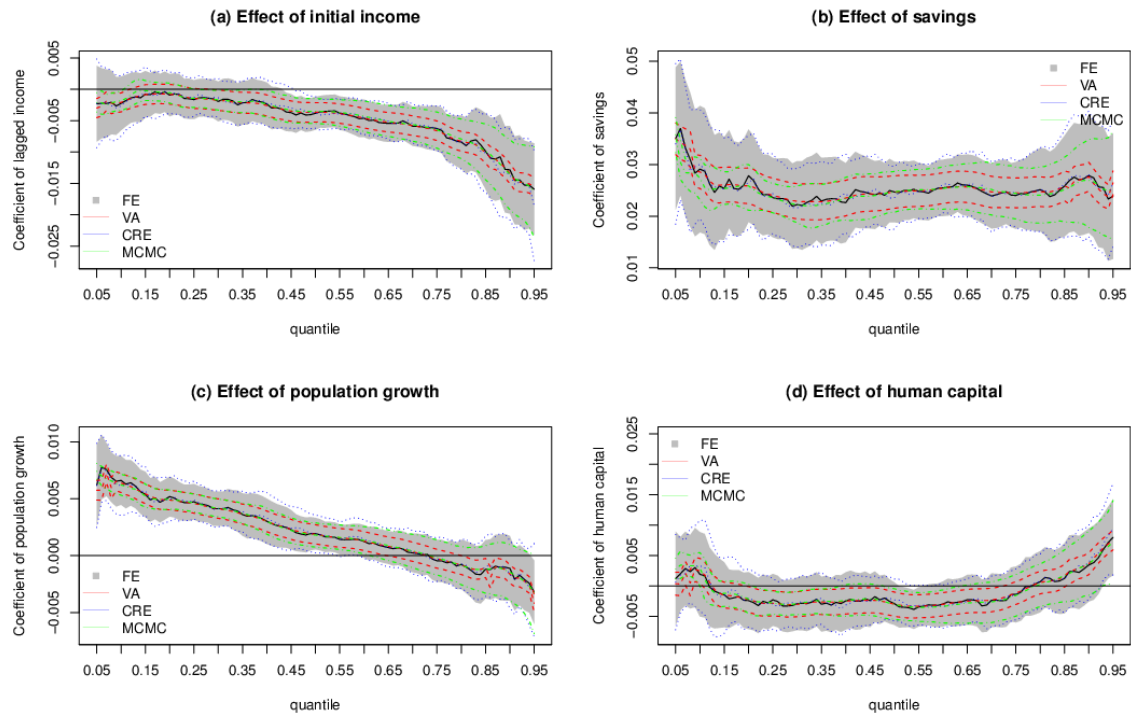 (a) Effect of initial income
Coefficient of lagged income
0.005
−0.005
−0.015
−0.025
FE
VA
CRE
MCMC
0.05 0.15 0.25 0.35 0.45 0.55 0.65 0.75 0.85 0.95
quantile
(b) Effect of savings
Coefficient of savings
0.05
0.04
0.03
0.02
0.01
FE
VA
CRE
MCMC
0.05 0.15 0.25 0.35 0.45 0.55 0.65 0.75 0.85 0.95
quantile
(c) Effect of population growth
Coefficient of population growth
0.010
0.005
0.000
−0.005
FE
VA
CRE
MCMC
0.05 0.15 0.25 0.35 0.45 0.55 0.65 0.75 0.85 0.95
quantile
(d) Effect of human capital
Coefficient of human capital
0.025
0.015
0.005
−0.005
FE
VA
CRE
MCMC
0.05 0.15 0.25 0.35 0.45 0.55 0.65 0.75 0.85 0.95
quantile